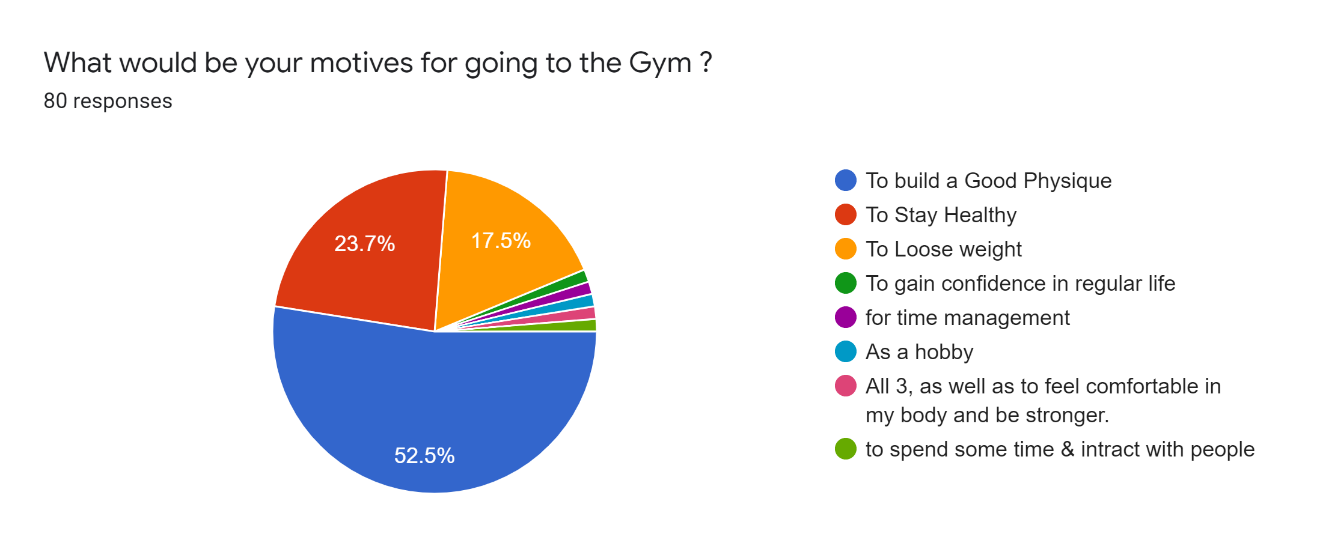 What would be your motives for going to the Gym ?
80 responses
23.7%
17.5%
52.5%
To build a Good Physique
To Stay Healthy
To Loose weight
To gain confidence in regular life
for time management
As a hobby
All 3, as well as to feel comfortable in
my body and be stronger.
to spend some time & intract with people